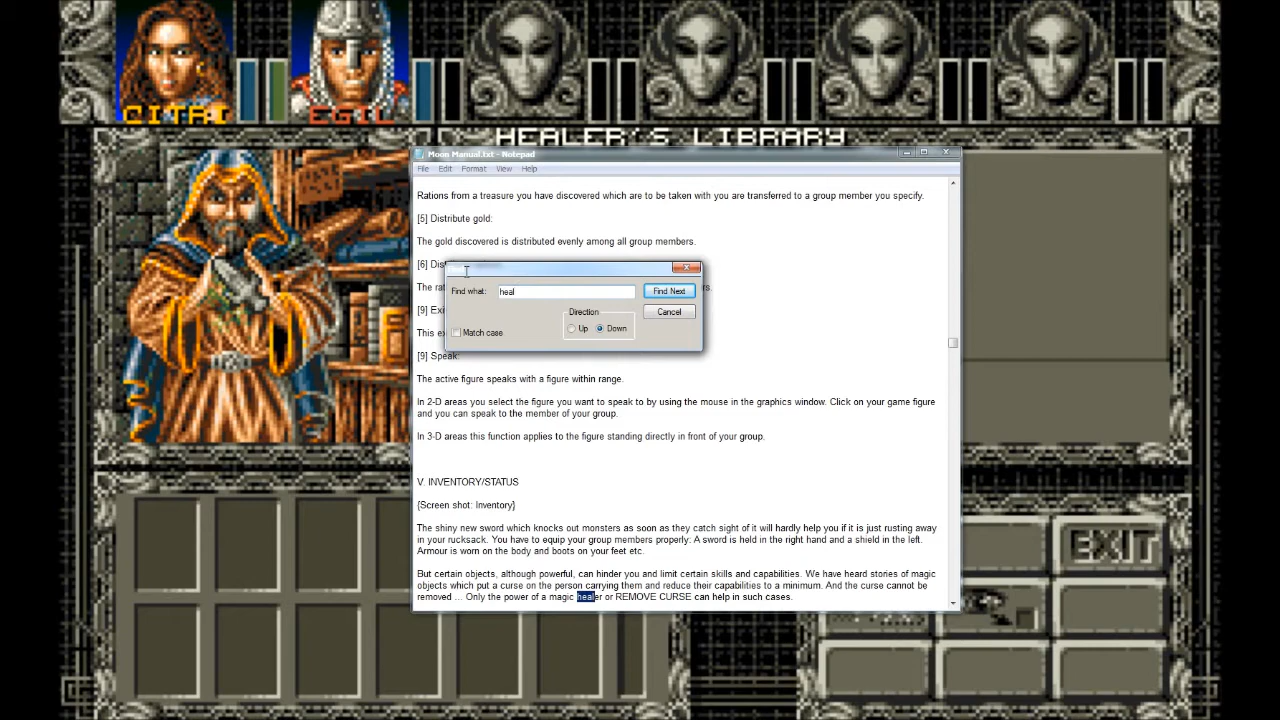 CITRI EGIL
HEALER'S LIBRARY
Moon Manual.txt - Notepad
File Edit Format View Help
Rations from a treasure you have discovered which are to be taken with you are transferred to a group member you specify.
[5] Distribute gold:
The gold discovered is distributed evenly among all group members.
[6] Dis
The ra
rs.
Find what: heal Find Next
[9] Exi
Direction Cancel
Up Down
Match case
This ex
[9] Speak:
The active figure speaks with a figure within range.
In 2-D areas you select the figure you want to speak to by using the mouse in the graphics window. Click on your game figure
and you can speak to the member of your group.
In 3-D areas this function applies to the figure standing directly in front of your group.
V. INVENTORY/STATUS
{Screen shot: Inventory}
The shiny new sword which knocks out monsters as soon as they catch sight of it will hardly help you if it is just rusting away
in your rucksack. You have to equip your group members properly: A sword is held in the right hand and a shield in the left.
Armour is worn on the body and boots on your feet etc.
EXIT
But certain objects, although powerful, can hinder you and limit certain skills and capabilities. We have heard stories of magic
objects which put a curse on the person carrying them and reduce their capabilities to a minimum. And the curse cannot be
removed ... Only the power of a magic healer or REMOVE CURSE can help in such cases.